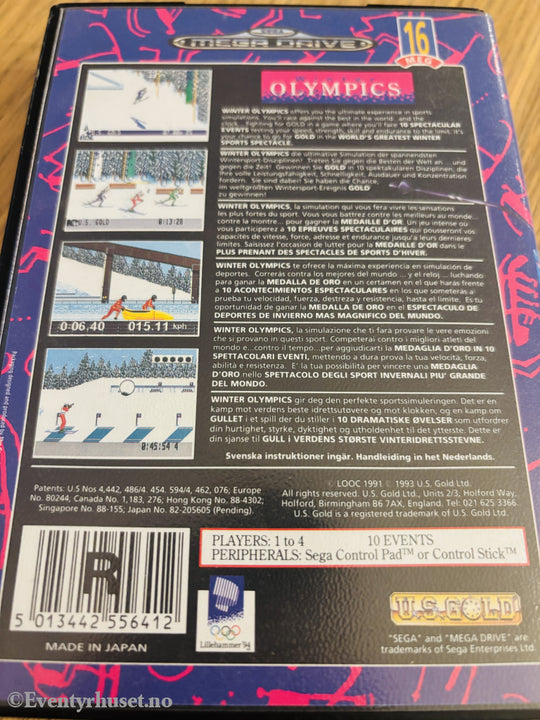 SEGA
MEGA DRIVE
16
MEG
OLYMPICS
WINTER OLYMPICS offers you the ultimate experience in sports
simulations. You'll race against the best in the world and the
clock... Fighting for GOLD in a game where you'll face 10 SPECTACULAR
EVENTS testing your speed, strength, skill and endurance to the limit. It's
your chance to go for GOLD in the WORLD'S GREATEST WINTER
SPORTS SPECTACLE.
WINTER OLYMPICS die ultimative Simulation der spannendsten
Wintersport-Disziplinen. Treten Sie gegen die Besten der Welt an ... und
gegen die Zeit! Gewinnen Sie GOLD in 10 spektakulären Disziplinen, die
Ihre volle Leistungsfähigkeit, Schnelligkeit, Ausdauer und Konzentration
fordern. Sie sind dabei! Sie haben die Chance,
im weltgrößten Wintersport-Ereignis GOLD
zu gewinnen!
WINTER OLYMPICS, la simulation qui vous fera vivre les sensations
les plus fortes du sport. Vous vous battrez contre les meilleurs au monde...
contre la montre... pour gagner la MEDAILLE D'OR. Un jeu intense où
vous participerez a 10 EPREUVES SPECTACULAIRES qui pousseront vos
capacités de vitesse, force, adresse et endurance jusqu'a leurs dernieres
limites. Saisissez l'occasion de lutter pour la MEDAILLE D'OR dans le
PLUS PRENANT DES SPECTACLES DE SPORTS D'HIVER.
WINTER OLYMPICS te ofrece la máxima experiencia en simulacion de
deportes. Correrás contra los mejores del mundo ... y el reloj ... luchando
para ganar la MEDALLA DE ORO en un certamen en el que haras frente
a 10 ACONTECIMIENTOS ESPECTACULARES en los que someterás a
prueba tu velocidad, fuerza, destreza y resistencia, hasta el limite. Es tu
oportunidad de ganar la MEDALLA DE ORO en el ESPECTACULO DE
DEPORTES DE INVIERNO MAS MAGNIFICO DEL MUNDO.
WINTER OLYMPICS, la simulazione che ti fara provare le vere emozioni
che si provano in questi sport. Competerai contro i migliori atleti del
mondo e..contro il tempo...per aggiudicarti la MEDAGLIA D'ORO IN 10
SPETTACOLARI EVENTI, mettendo a dura prova la tua velocità, forza,
abilità e resistenza. E' la tua possibilità per vincere una MEDAGLIA
D'ORO nello SPETTACOLO DEGLI SPORT INVERNALI PIU' GRANDE
DEL MONDO.
WINTER OLYMPICS gir deg den perfekte sportssimuleringen. Det er en
kamp mot verdens beste idrettsutovere og mot klokken, og en kamp om
GULLET i et spill der du stiller i 10 DRAMATISKE ØVELSER som utfordrer
din hurtighet, styrke, dyktighet og utholdenhet til det ytterste. Dette er
din sjanse til GULL i VERDENS STØRSTE VINTERIDRETTSSTEVNE.
Svenska instruktioner ingår. Handleiding in het Nederlands.
U.S. GOLD 0:13:28
0:06.40 015.11 kph
0:45:54 4
Patents: U.S Nos 4,442, 486/4. 454. 594/4, 462, 076; Europe
No. 80244, Canada No. 1,183, 276; Hong Kong No. 88-4302;
Singapore No. 88-155; Japan No. 82-205605 (Pending).
LOOC 1991 © 1993 U.S. Gold Ltd.
All rights reserved. U.S. Gold Ltd., Units 2/3, Holford Way,
Holford, Birmingham B6 7AX, England. Tel: 021 625 3366.
U.S. Gold is a registered trademark of U.S. Gold Ltd.
R
5 013442 556412
MADE IN JAPAN
PLAYERS: 1 to 4 10 EVENTS
PERIPHERALS: Sega Control Pad™ or Control Stick™
Lillehammer '94
U.S. GOLD
"SEGA" and "MEGA DRIVE" are
trademarks of Sega Enterprises Ltd.
©Eventyrhuset.no